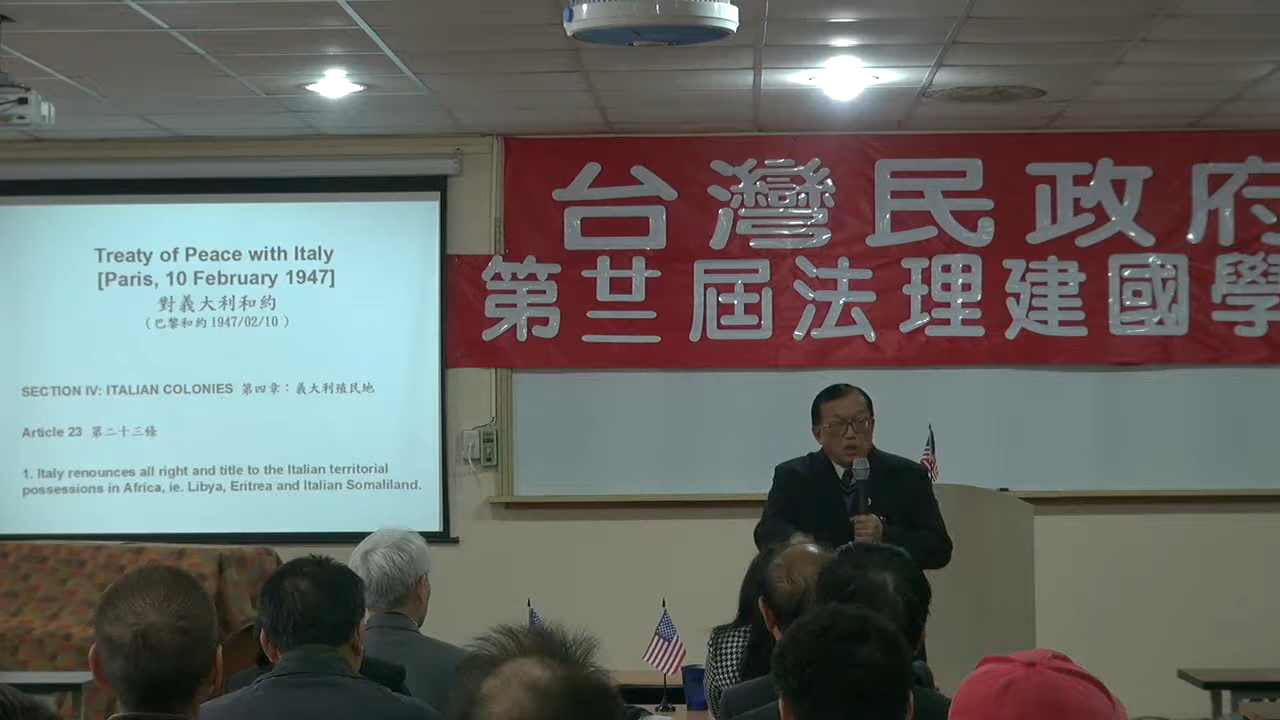 Treaty of Peace with Italy
[Paris, 10 February 1947]
對義大利和約
(巴黎和約 1947/02/10 )
SECTION IV: ITALIAN COLONIES 第四章：義大利殖民地
Article 23 第二十三條
1. Italy renounces all right and title to the Italian territorial
possessions in Africa, ie. Libya, Eritrea and Italian Somaliland.
台灣民政府
第廿三屆法理建國學